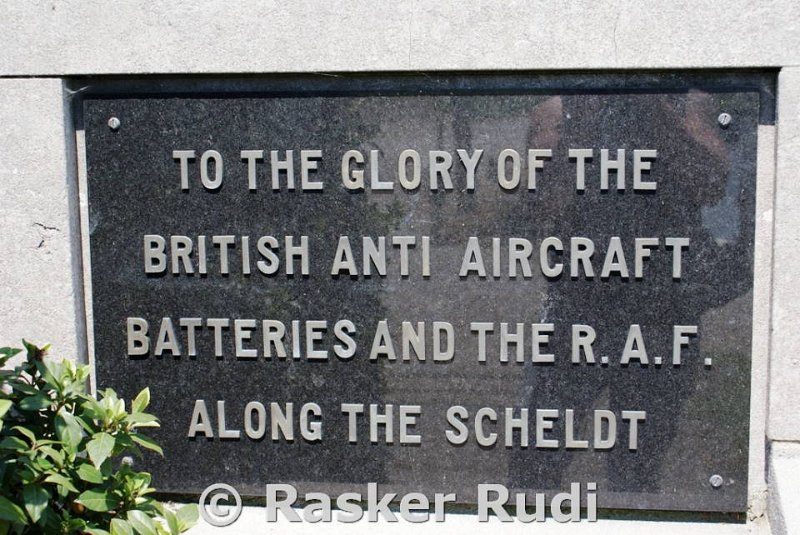 TO THE GLORY OF THE
BRITISH ANTI AIRCRAFT
BATTERIES AND THE R.A.F.
ALONG THE SCHELDT
© Rasker Rudi